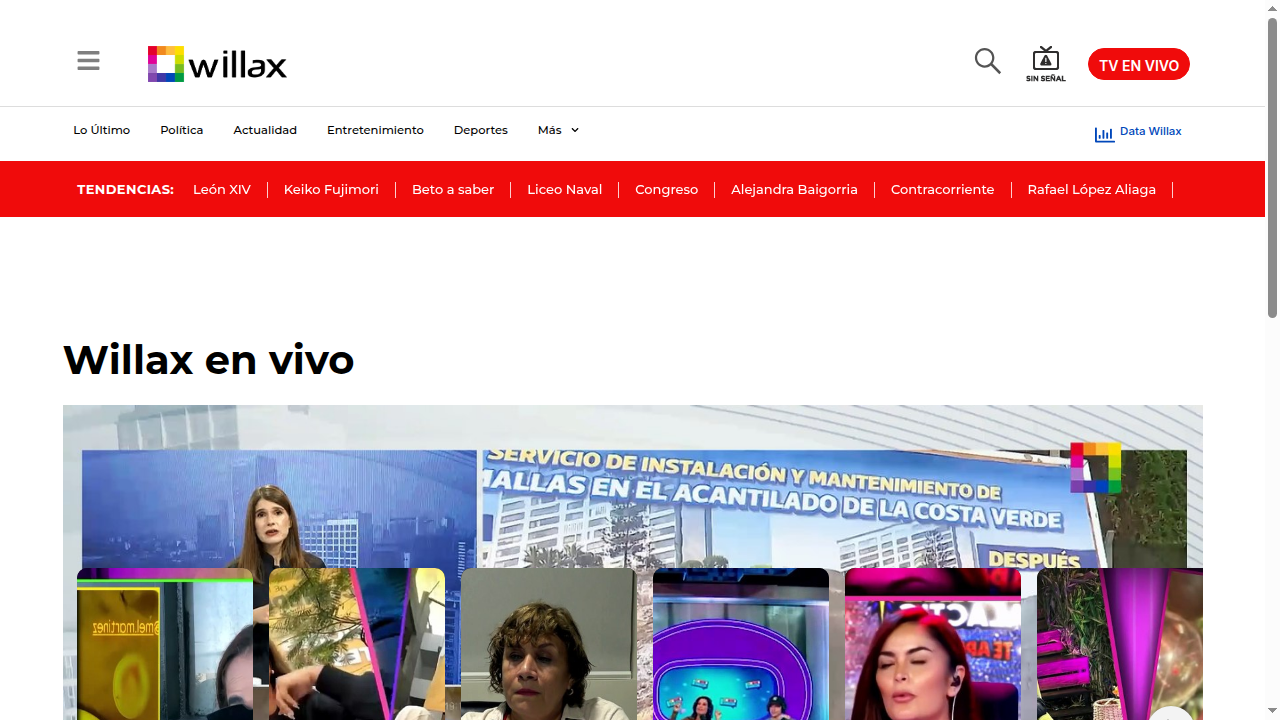 willax
SIN SEÑAL
TV EN VIVO
Lo Último Política Actualidad Entretenimiento Deportes Más
Data Willax
TENDENCIAS: León XIV Keiko Fujimori Beto a saber Liceo Naval Congreso Alejandra Baigorria Contracorriente Rafael López Aliaga
Willax en vivo
SERVICIO DE INSTALACIÓN Y MANTENIMIENTO DE
MALLAS EN EL ACANTILADO DE LA COSTA VERDE
DESPUÉS
@mel.martinez